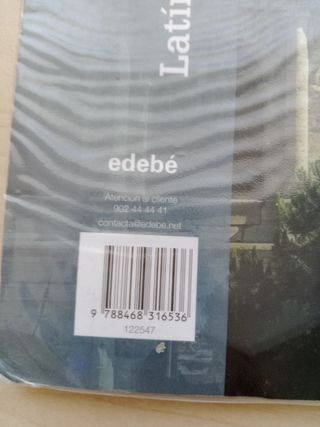 Latín
edebé
Atención al cliente
902 44 44 41
contacta@edebe.net
9 788468 316536
122547